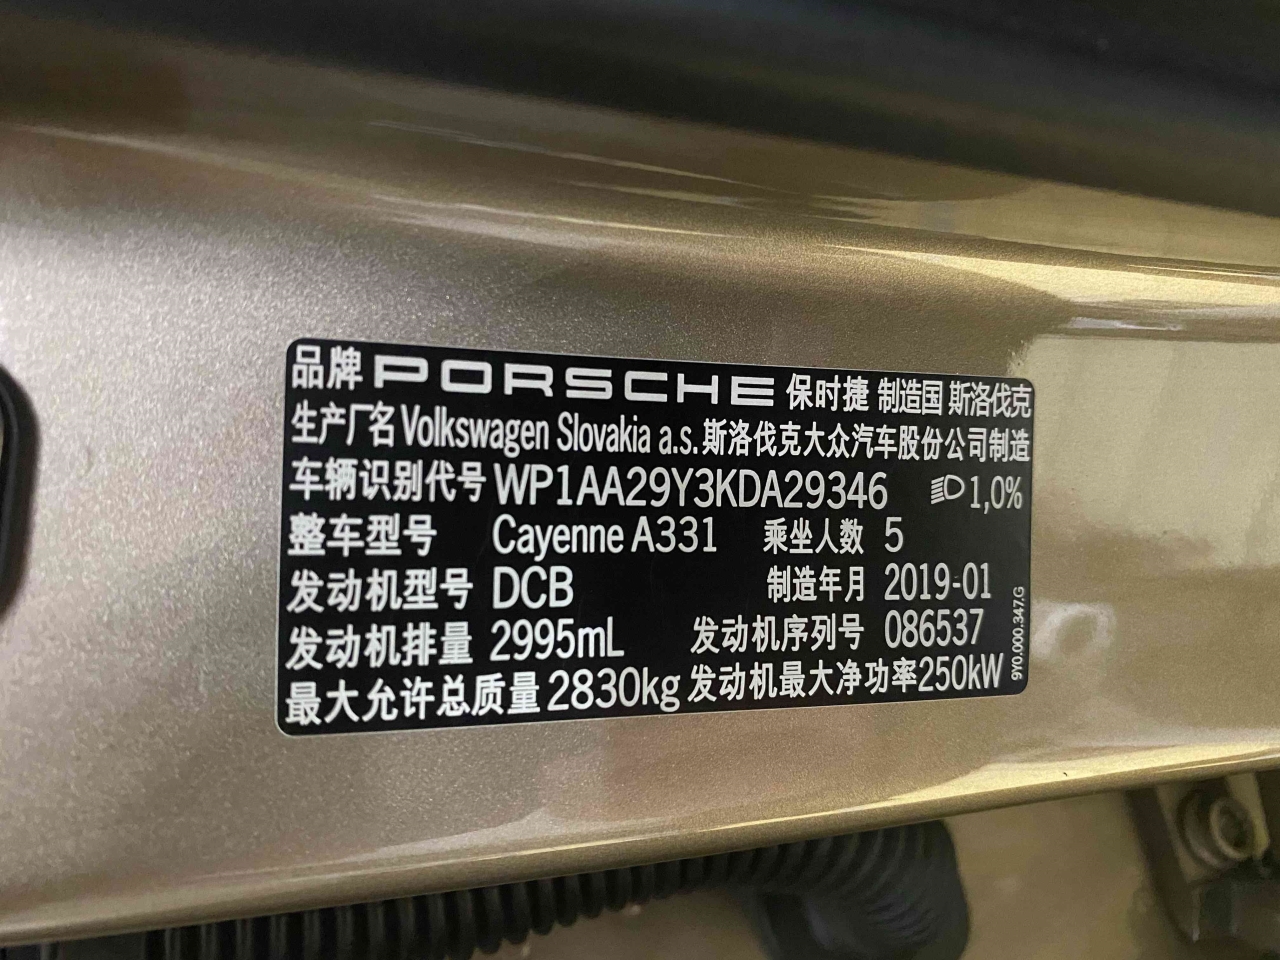 品牌 PORSCHE 保时捷 制造国 斯洛伐克
生产厂名 Volkswagen Slovakia a.s. 斯洛伐克大众汽车股份公司制造
车辆识别代号 WP1AA29Y3KDA29346 1,0%
整车型号 Cayenne A331 乘坐人数 5
发动机型号 DCB 制造年月 2019-01
发动机排量 2995mL 发动机序列号 086537
最大允许总质量 2830kg 发动机最大净功率 250kW
9Y0.000.347.G